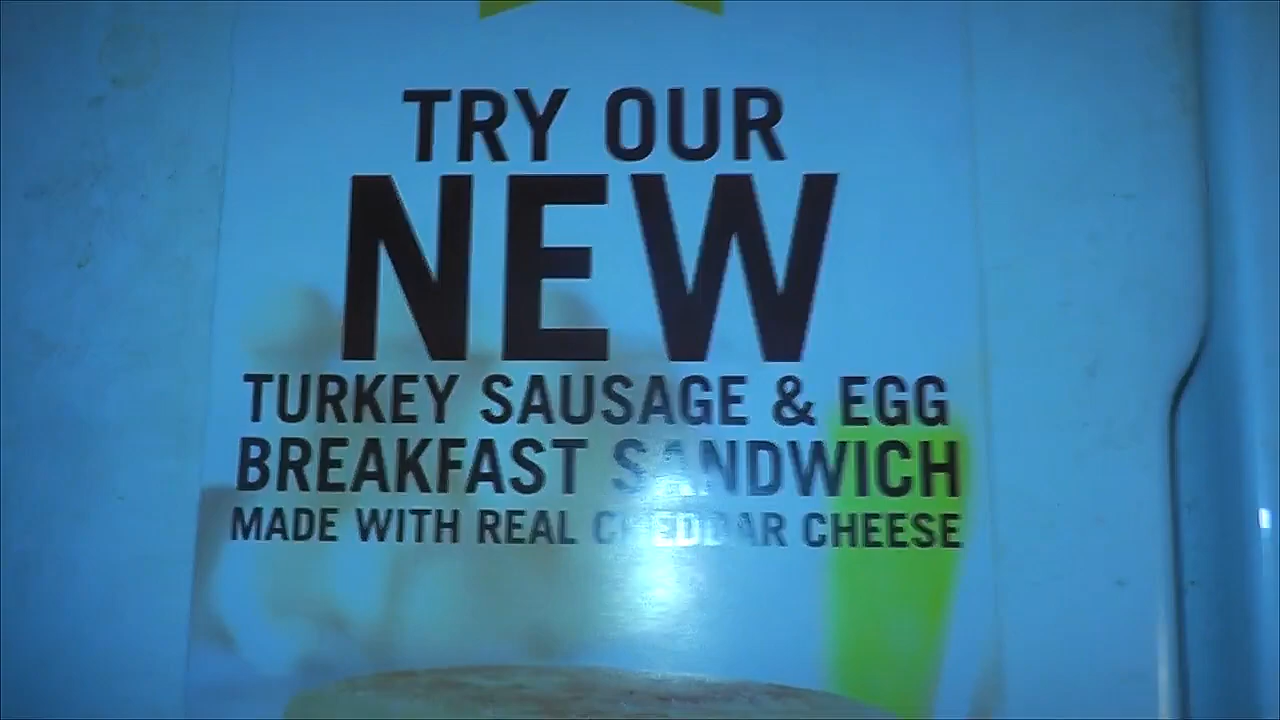 TRY OUR
NEW
TURKEY SAUSAGE & EGG
BREAKFAST SANDWICH
MADE WITH REAL CHEDDAR CHEESE